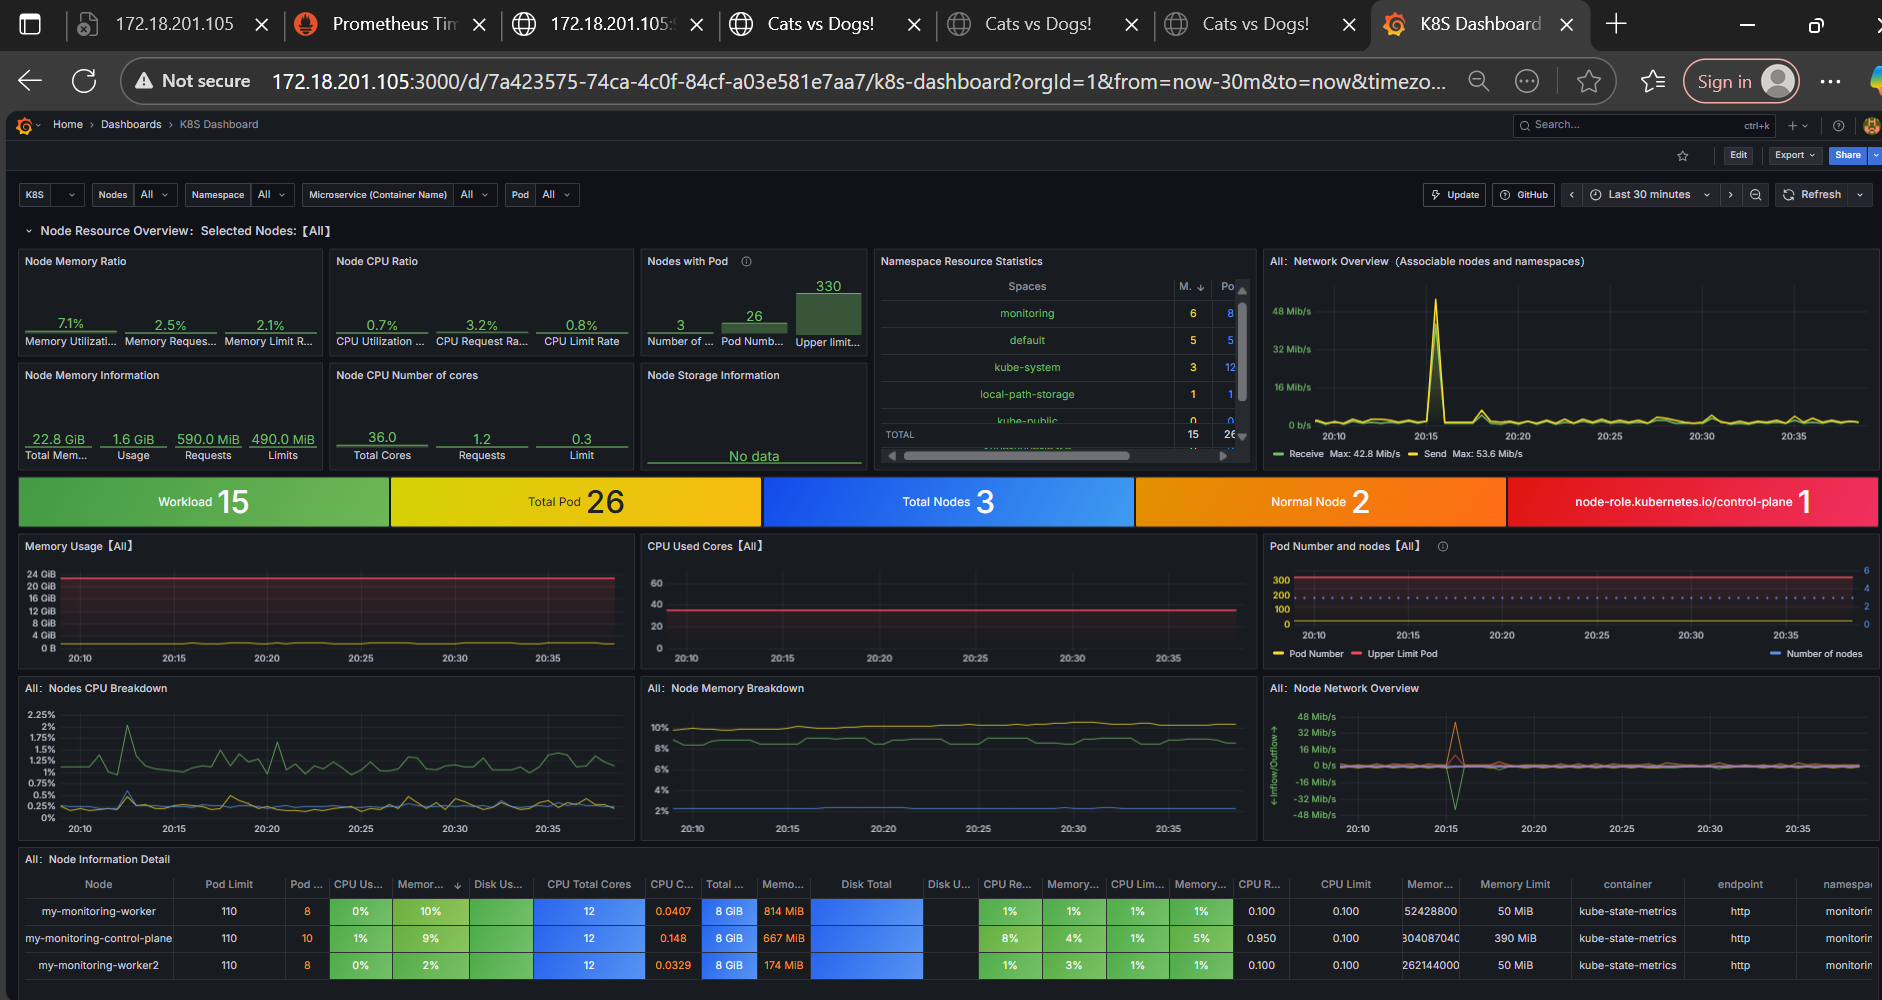 172.18.201.105 Prometheus Tim 172.18.201.105:9 Cats vs Dogs! Cats vs Dogs! Cats vs Dogs! K8S Dashboard
Not secure 172.18.201.105:3000/d/7a423575-74ca-4c0f-84cf-a03e581e7aa7/k8s-dashboard?orgId=1&from=now-30m&to=now&timezo... Sign in
Home › Dashboards › K8S Dashboard Search... ctrl+k
Edit Export Share
K8S Nodes All Namespace All Microservice (Container Name) All Pod All Update GitHub Last 30 minutes Refresh
Node Resource Overview: Selected Nodes:【All】
Node Memory Ratio
7.1% 2.5% 2.1%
Memory Utilizati... Memory Reques... Memory Limit R...
Node CPU Ratio
0.7% 3.2% 0.8%
CPU Utilization ... CPU Request Ra... CPU Limit Rate
Nodes with Pod
3 26 330
Number of ... Pod Numb... Upper limit...
Node Memory Information
22.8 GiB 1.6 GiB 590.0 MiB 490.0 MiB
Total Mem... Usage Requests Limits
Node CPU Number of cores
36.0 1.2 0.3
Total Cores Requests Limit
Node Storage Information
No data
Namespace Resource Statistics
Spaces M. ↓ Po
monitoring 6 8
default 5 5
kube-system 3 12
local-path-storage 1 1
kube-public 0 0
TOTAL 15 26
All: Network Overview (Associable nodes and namespaces)
48 Mib/s
32 Mib/s
16 Mib/s
0 b/s
20:10 20:15 20:20 20:25 20:30 20:35
Receive Max: 42.8 Mib/s Send Max: 53.6 Mib/s
Workload 15 Total Pod 26 Total Nodes 3 Normal Node 2 node-role.kubernetes.io/control-plane 1
Memory Usage【All】
24 GiB
20 GiB
16 GiB
12 GiB
8 GiB
4 GiB
0 B
20:10 20:15 20:20 20:25 20:30 20:35
CPU Used Cores【All】
60
40
20
0
20:10 20:15 20:20 20:25 20:30 20:35
Pod Number and nodes【All】
300 6
200 4
100 2
0 0
20:10 20:15 20:20 20:25 20:30 20:35
Pod Number Upper Limit Pod Number of nodes
All: Nodes CPU Breakdown
2.25%
2%
1.75%
1.5%
1.25%
1%
0.75%
0.5%
0.25%
0%
20:10 20:15 20:20 20:25 20:30 20:35
All: Node Memory Breakdown
10%
8%
6%
4%
2%
20:10 20:15 20:20 20:25 20:30 20:35
All: Node Network Overview
←Inflow/Outflow→
48 Mib/s
32 Mib/s
16 Mib/s
0 b/s
-16 Mib/s
-32 Mib/s
-48 Mib/s
20:10 20:15 20:20 20:25 20:30 20:35
All: Node Information Detail
Node Pod Limit Pod ... CPU Us... Memor... ↓ Disk Us... CPU Total Cores CPU C... Total ... Memo... Disk Total Disk U... CPU Re... Memory... CPU Lim... Memory... CPU R... CPU Limit Memor... Memory Limit container endpoint namespac
my-monitoring-worker 110 8 0% 10% 12 0.0407 8 GiB 814 MiB 1% 1% 1% 1% 0.100 0.100 52428800 50 MiB kube-state-metrics http monitorin
my-monitoring-control-plane 110 10 1% 9% 12 0.148 8 GiB 667 MiB 8% 4% 1% 5% 0.950 0.100 304087040 390 MiB kube-state-metrics http monitorin
my-monitoring-worker2 110 8 0% 2% 12 0.0329 8 GiB 174 MiB 1% 3% 1% 1% 0.100 0.100 262144000 50 MiB kube-state-metrics http monitorin